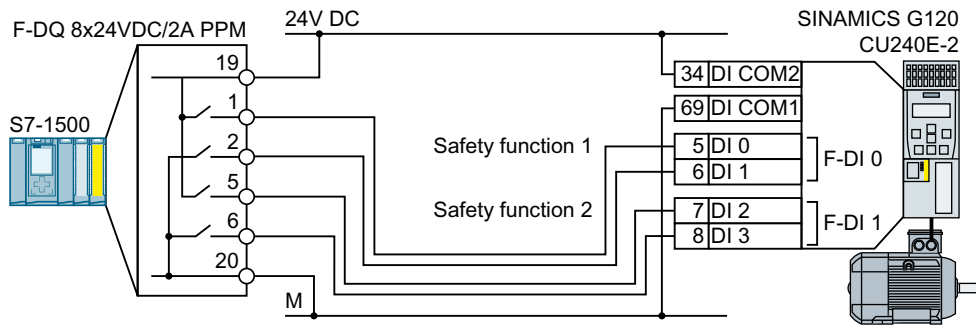 24V DC
SINAMICS G120
CU240E-2
F-DQ 8x24VDC/2A PPM
19
34 DI COM2
1
69 DI COM1
S7-1500
2
Safety function 1
5 DI 0
6 DI 1
F-DI 0
5
Safety function 2
7 DI 2
8 DI 3
F-DI 1
6
20
M